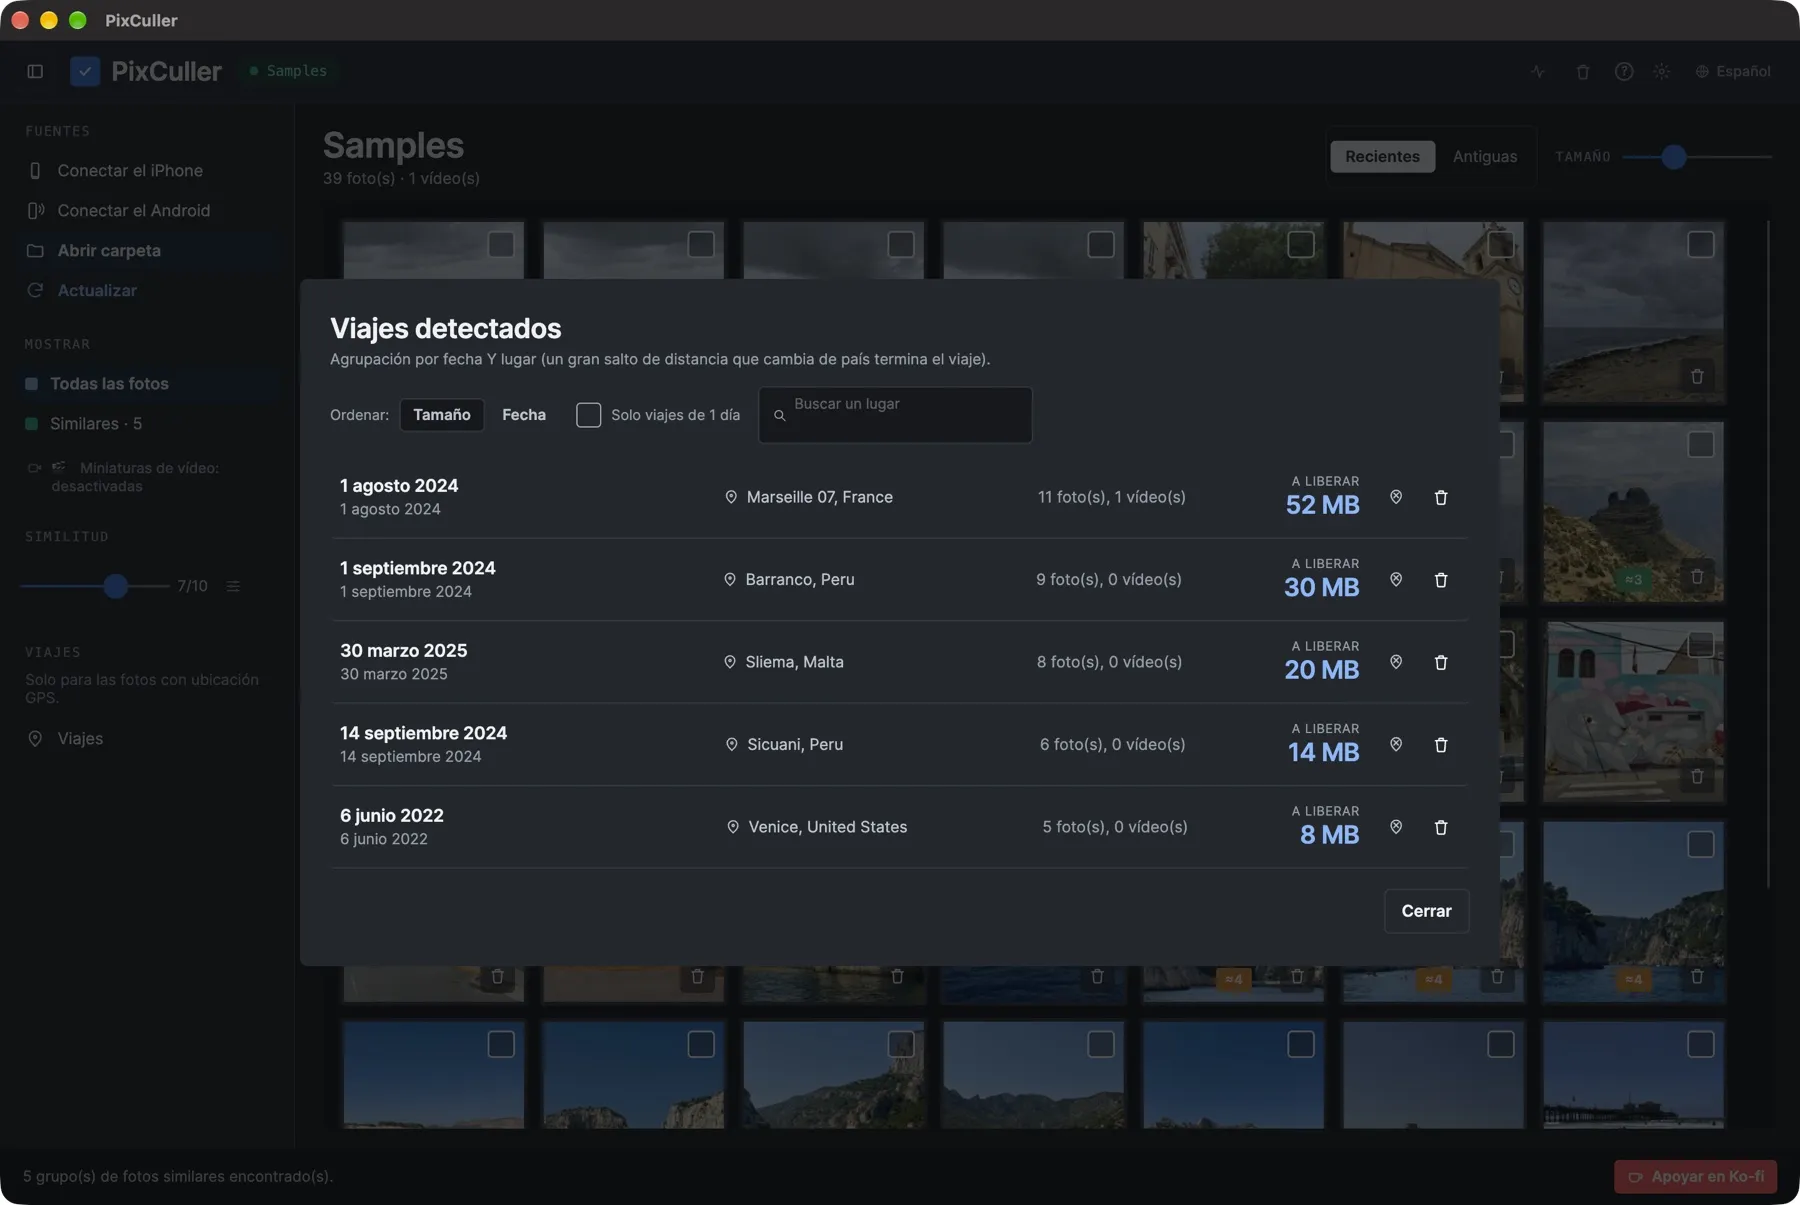 PixCuller
PixCuller
Samples
Español
FUENTES
Conectar el iPhone
Conectar el Android
Abrir carpeta
Actualizar
MOSTRAR
Todas las fotos
Similares · 5
Miniaturas de vídeo:
desactivadas
SIMILITUD
7/10
VIAJES
Solo para las fotos con ubicación
GPS.
Viajes
Samples
39 foto(s) · 1 vídeo(s)
Recientes
Antiguas
TAMAÑO
Viajes detectados
Agrupación por fecha Y lugar (un gran salto de distancia que cambia de país termina el viaje).
Ordenar:
Tamaño
Fecha
Solo viajes de 1 día
Buscar un lugar
1 agosto 2024
1 agosto 2024
Marseille 07, France
11 foto(s), 1 vídeo(s)
A LIBERAR
52 MB
1 septiembre 2024
1 septiembre 2024
Barranco, Peru
9 foto(s), 0 vídeo(s)
A LIBERAR
30 MB
30 marzo 2025
30 marzo 2025
Sliema, Malta
8 foto(s), 0 vídeo(s)
A LIBERAR
20 MB
14 septiembre 2024
14 septiembre 2024
Sicuani, Peru
6 foto(s), 0 vídeo(s)
A LIBERAR
14 MB
6 junio 2022
6 junio 2022
Venice, United States
5 foto(s), 0 vídeo(s)
A LIBERAR
8 MB
Cerrar
≈3
≈4
≈4
≈4
5 grupo(s) de fotos similares encontrado(s).
Apoyar en Ko-fi